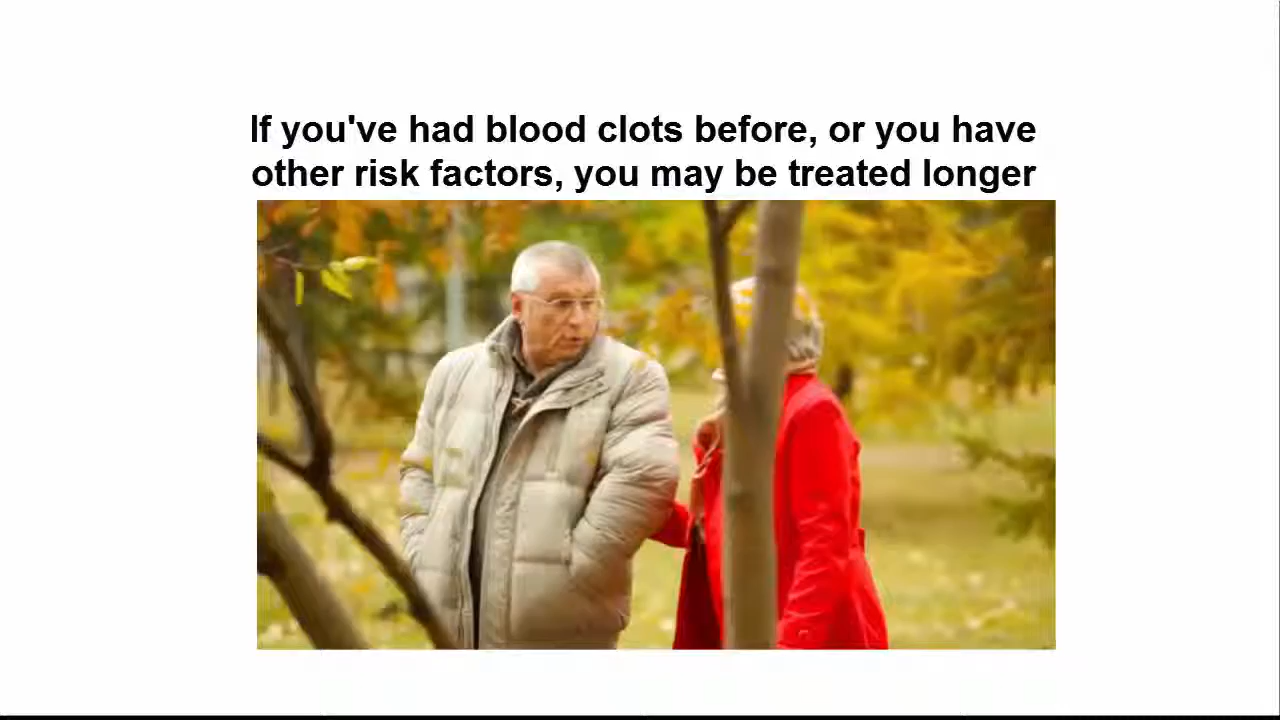 If you've had blood clots before, or you have
other risk factors, you may be treated longer